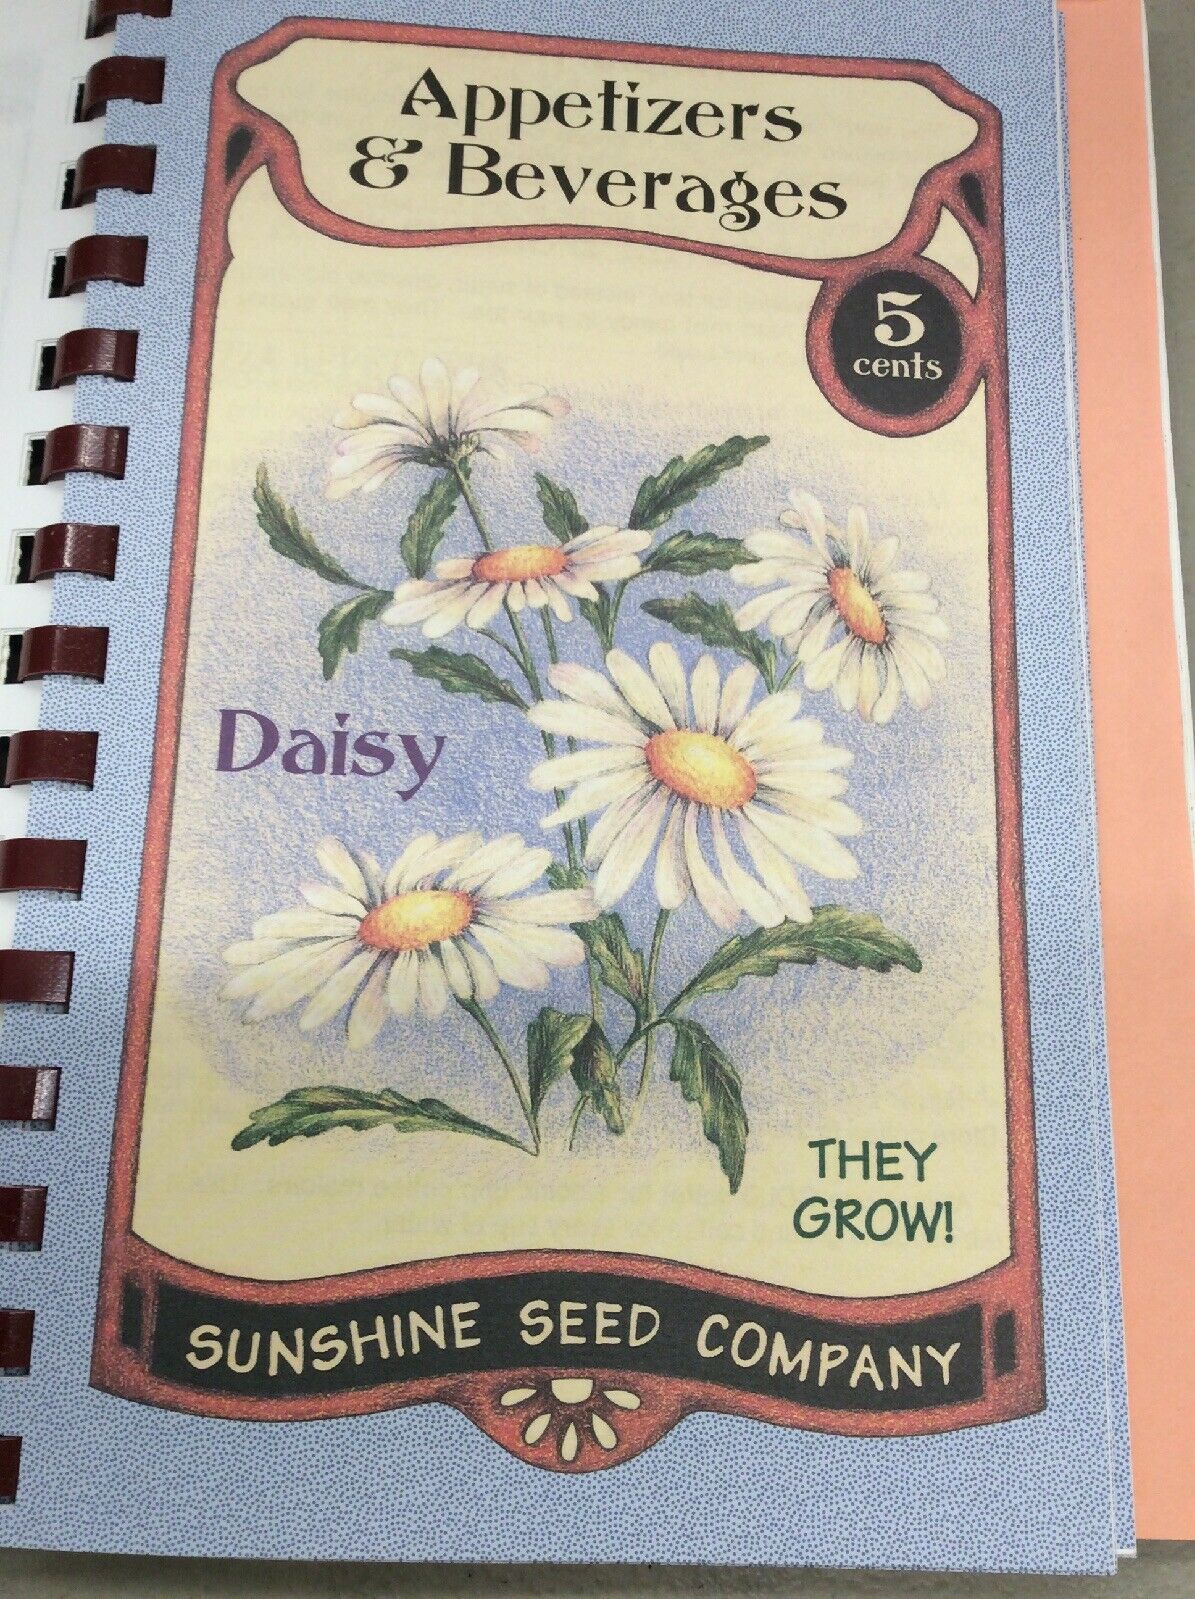 Appetizers
& Beverages
5
cents
Daisy
THEY
GROW!
SUNSHINE SEED COMPANY